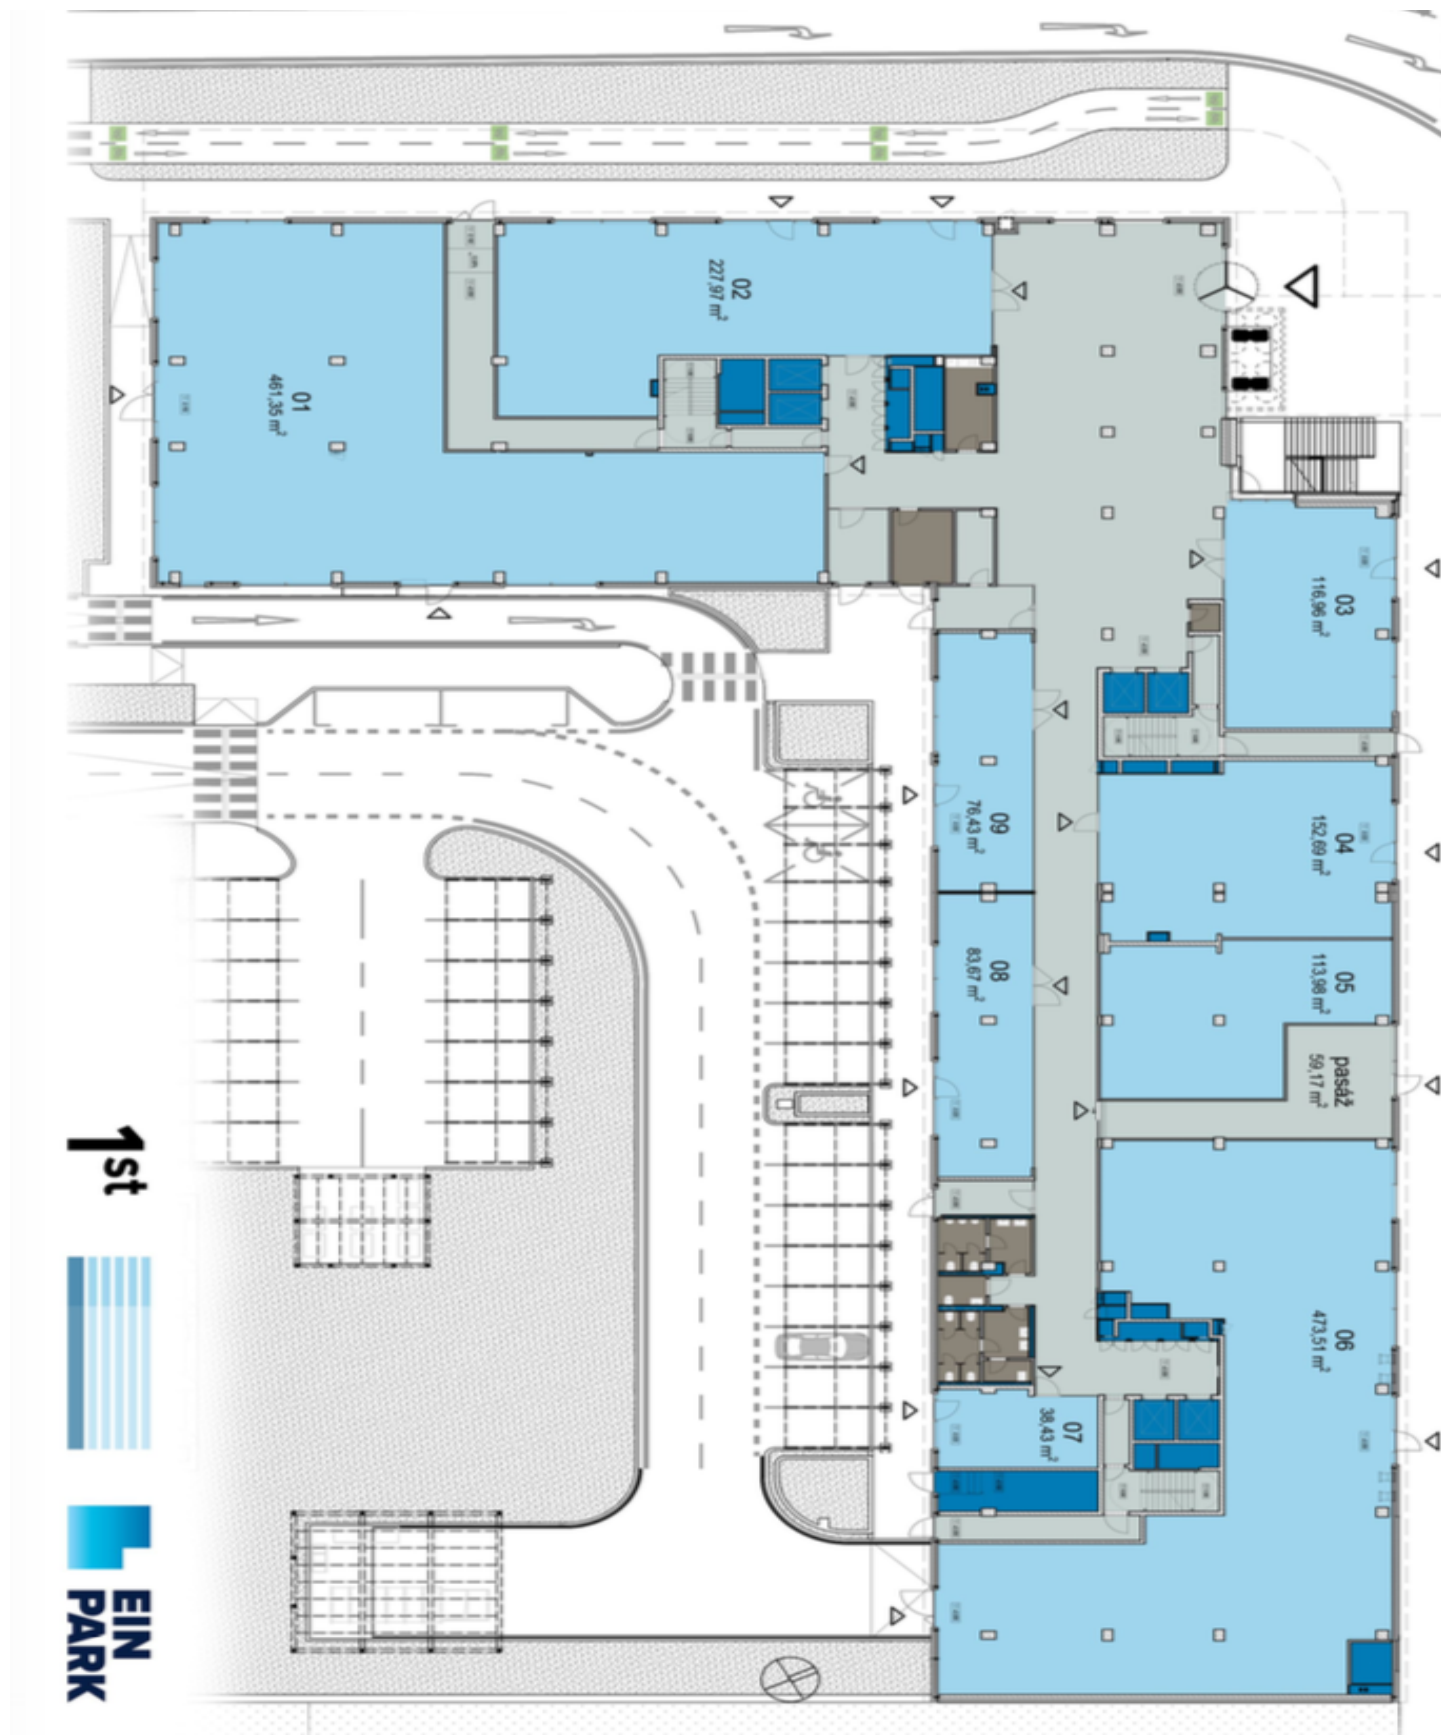 01
461,35 m²
02
227,97 m²
03
116,96 m²
04
152,69 m²
05
113,98 m²
pasáž
59,17 m²
06
473,51 m²
07
38,43 m²
08
83,67 m²
09
76,43 m²
1st
EIN
PARK